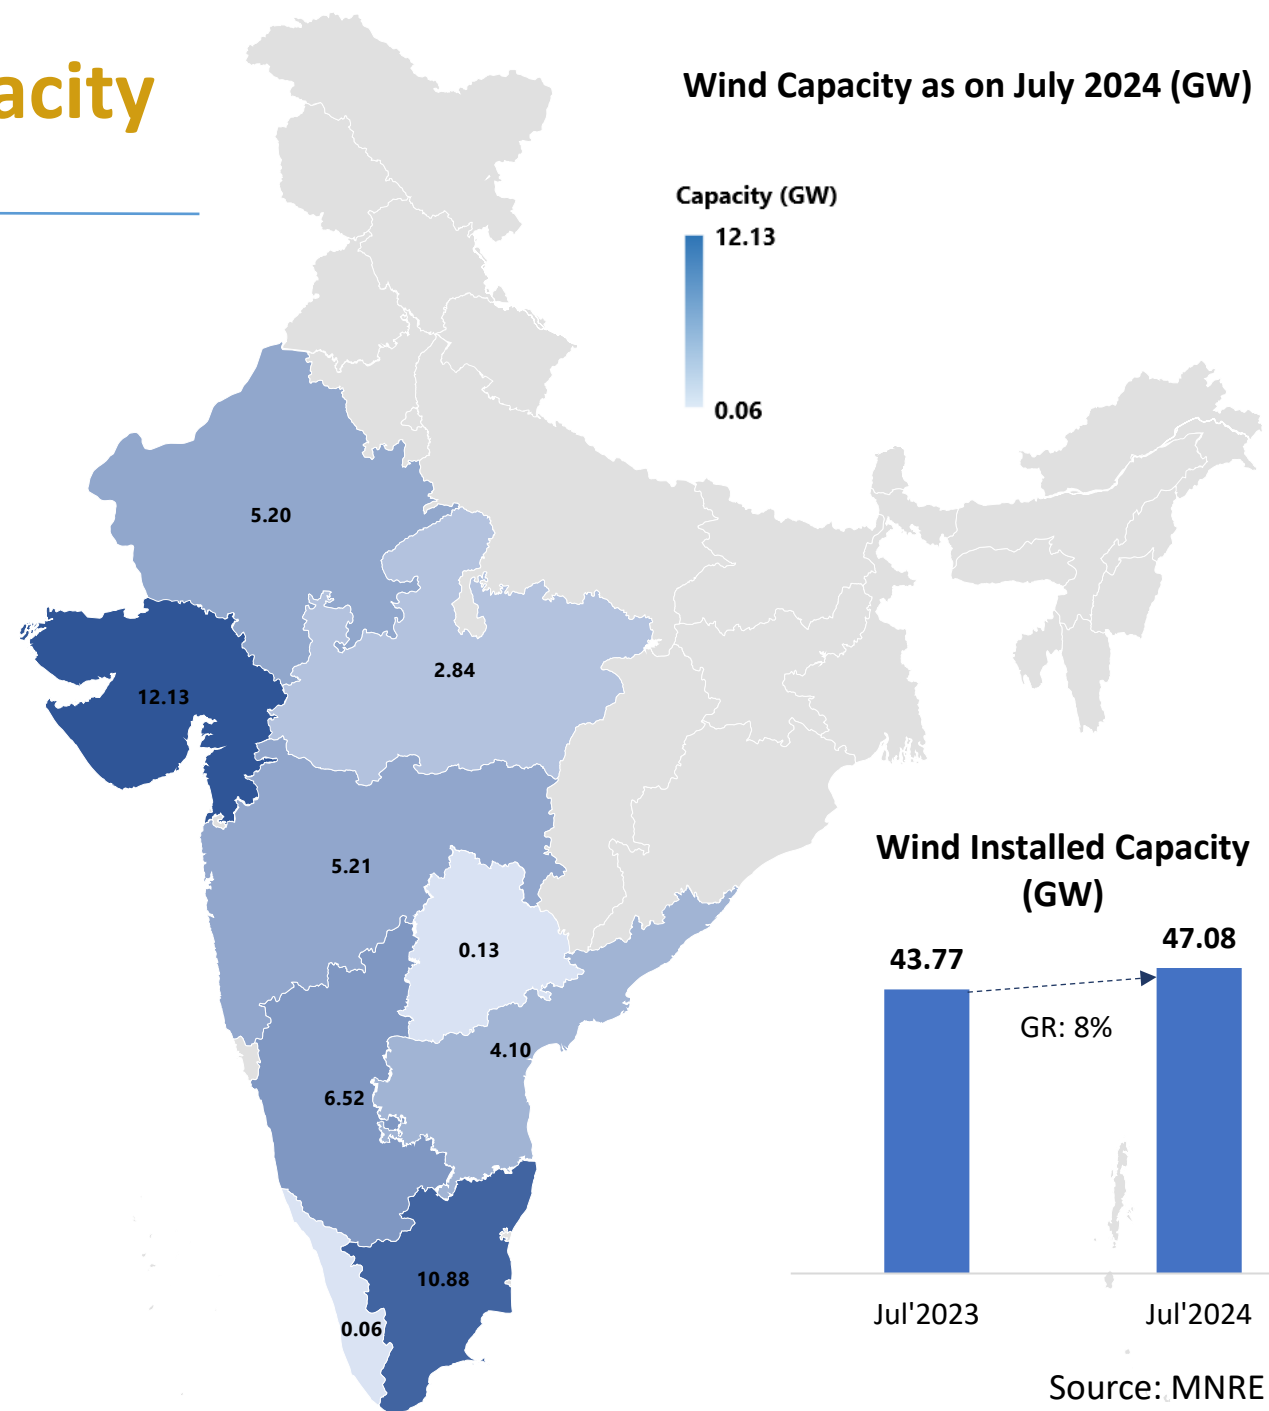 acity
Wind Capacity as on July 2024 (GW)
Capacity (GW)
12.13
0.06
5.20
2.84
12.13
5.21
0.13
4.10
6.52
10.88
0.06
Wind Installed Capacity
(GW)
43.77
47.08
GR: 8%
Jul'2023
Jul'2024
Source: MNRE